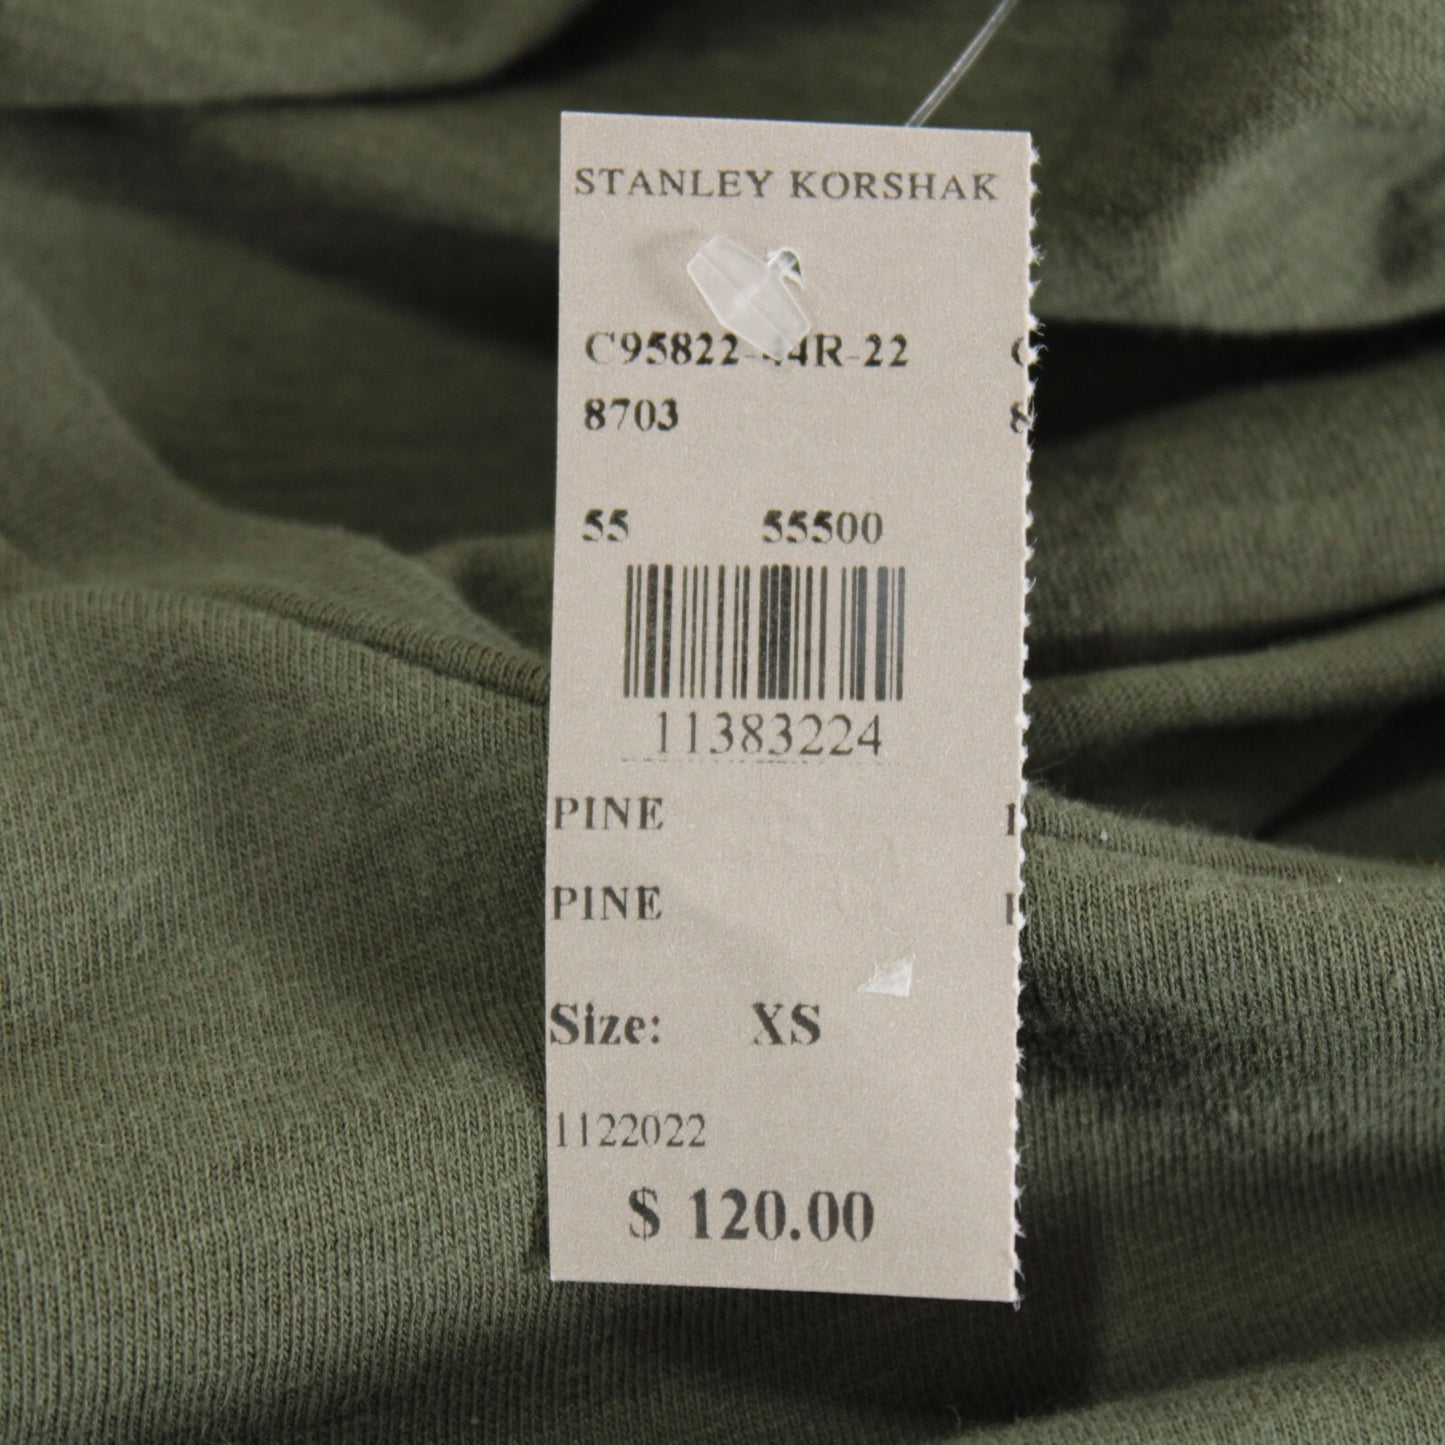 STANLEY KORSHAK
8703
55 55500
11383224
PINE
PINE
Size: XS
1122022
$ 120.00